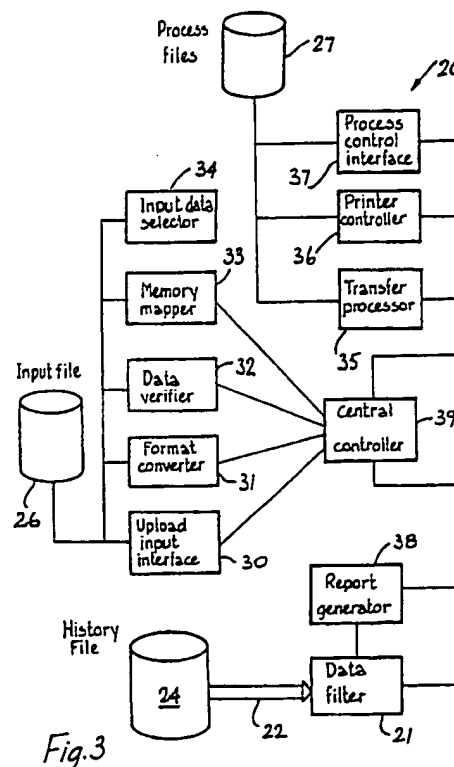 Process
files
27
20
Process
control
interface
37
34
Input data
selector
Printer
controller
36
33
Memory
mapper
Transfer
processor
35
Input file
26
32
Data
verifier
Central
controller
39
Format
converter
31
Upload
input
interface
30
38
Report
generator
History
File
24
22
Data
filter
21
Fig.3